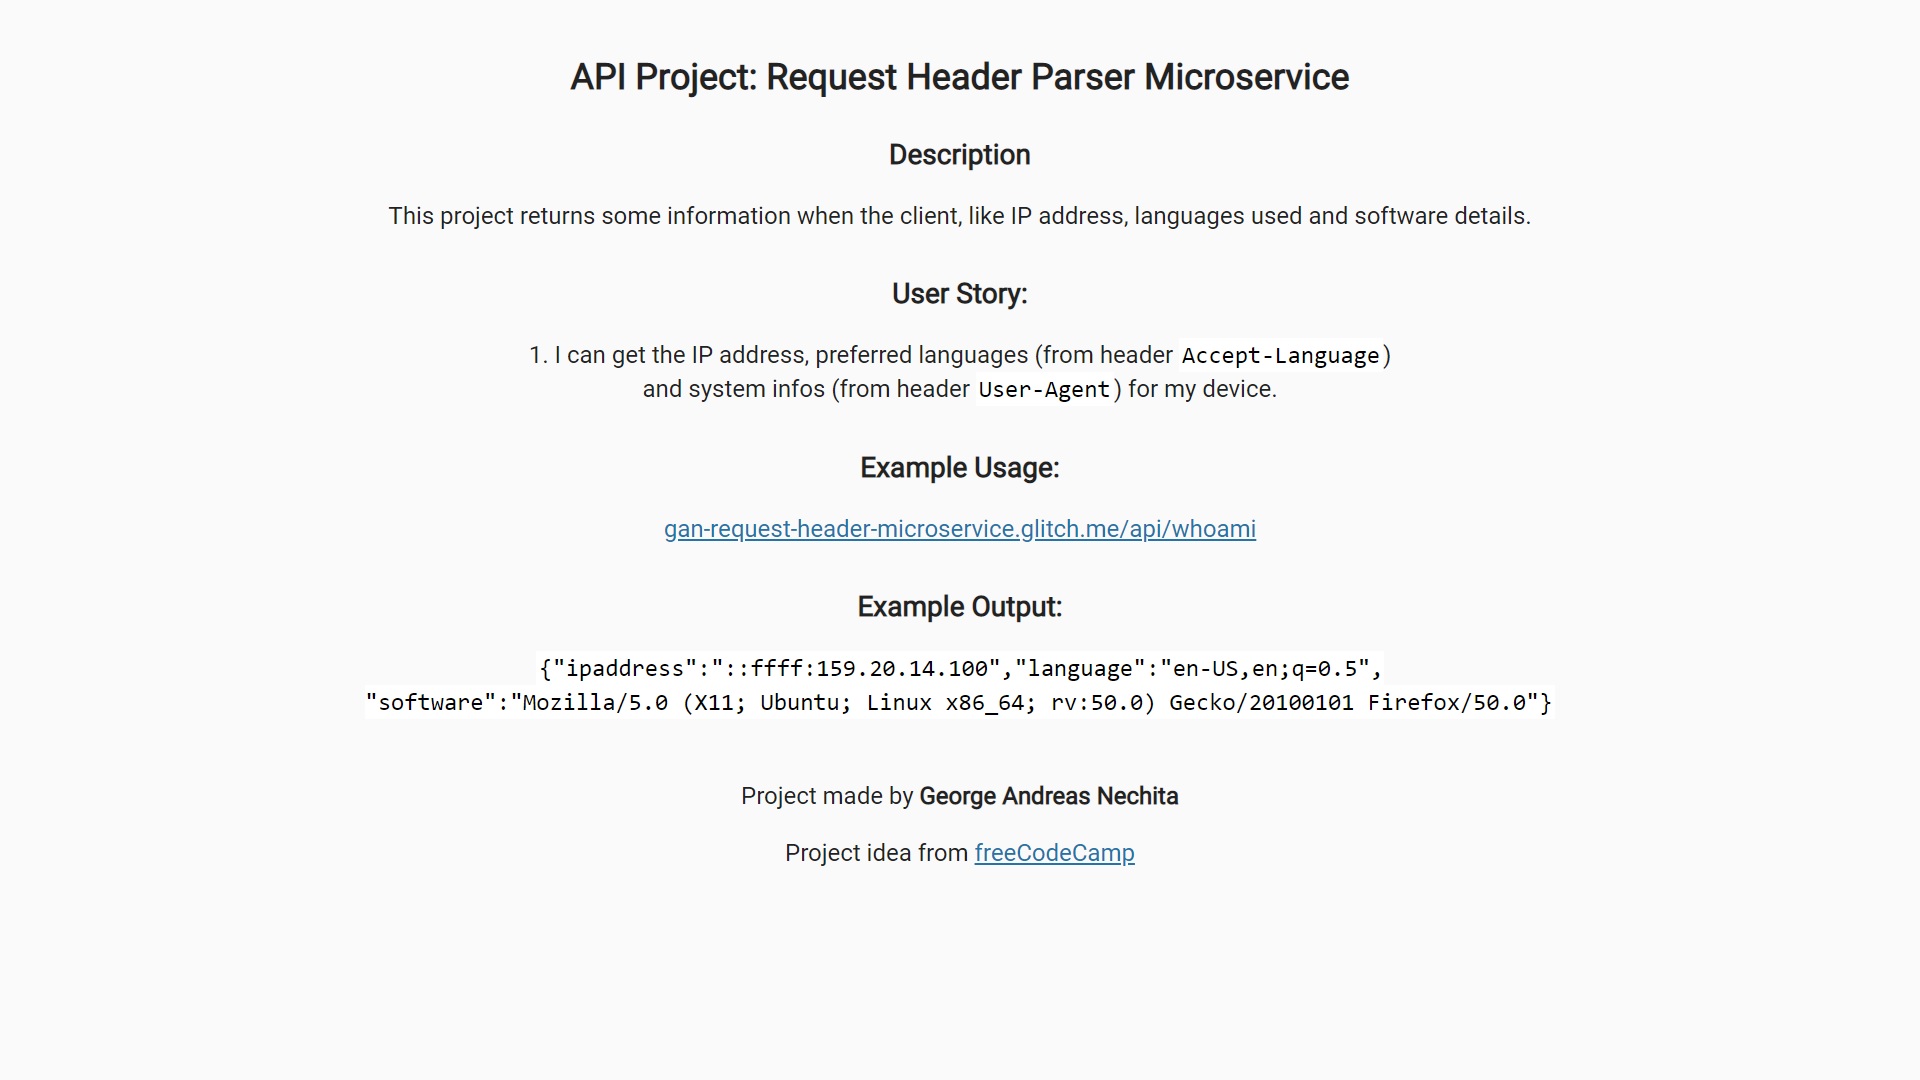 API Project: Request Header Parser Microservice
Description
This project returns some information when the client, like IP address, languages used and software details.
User Story:
1. I can get the IP address, preferred languages (from header Accept-Language)
and system infos (from header User-Agent) for my device.
Example Usage:
gan-request-header-microservice.glitch.me/api/whoami
Example Output:
{"ipaddress":"::ffff:159.20.14.100","language":"en-US,en;q=0.5",
"software":"Mozilla/5.0 (X11; Ubuntu; Linux x86_64; rv:50.0) Gecko/20100101 Firefox/50.0"}
Project made by George Andreas Nechita
Project idea from freeCodeCamp